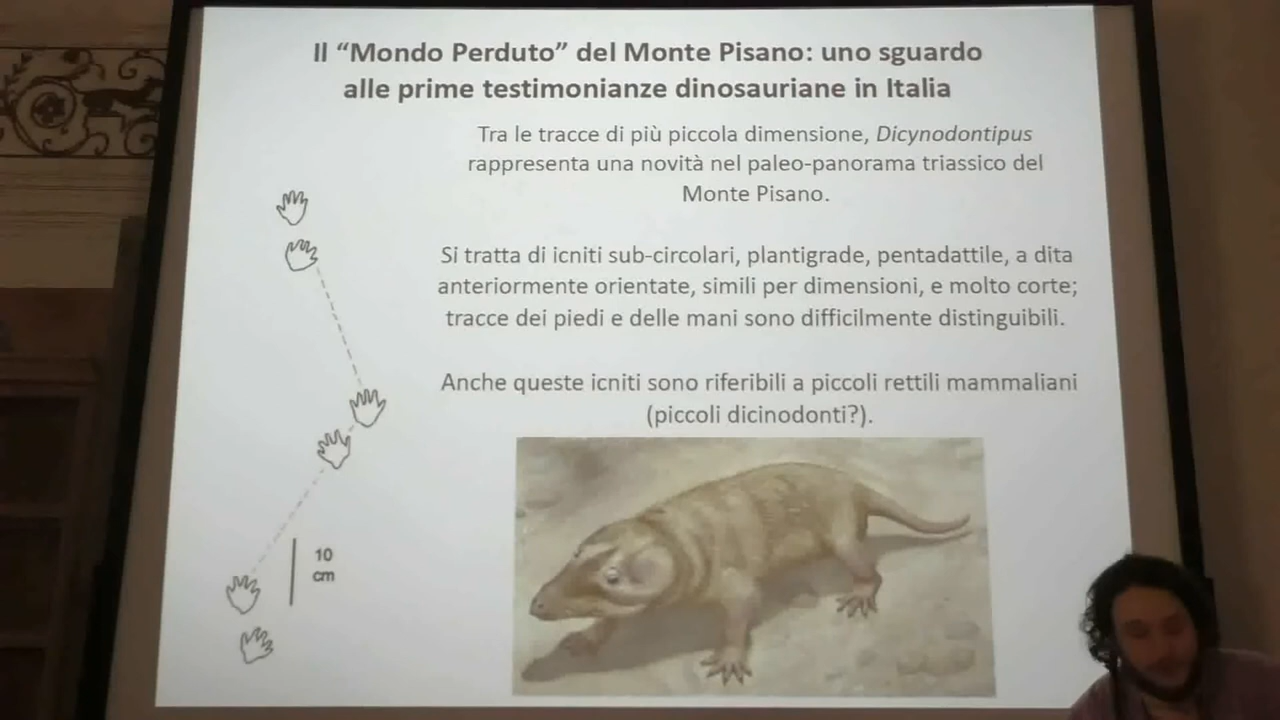 Il “Mondo Perduto” del Monte Pisano: uno sguardo
alle prime testimonianze dinosauriane in Italia
Tra le tracce di più piccola dimensione, Dicynodontipus
rappresenta una novità nel paleo-panorama triassico del
Monte Pisano.
Si tratta di icniti sub-circolari, plantigrade, pentadattile, a dita
anteriormente orientate, simili per dimensioni, e molto corte;
tracce dei piedi e delle mani sono difficilmente distinguibili.
Anche queste icniti sono riferibili a piccoli rettili mammaliani
(piccoli dicinodonti?).
10
cm